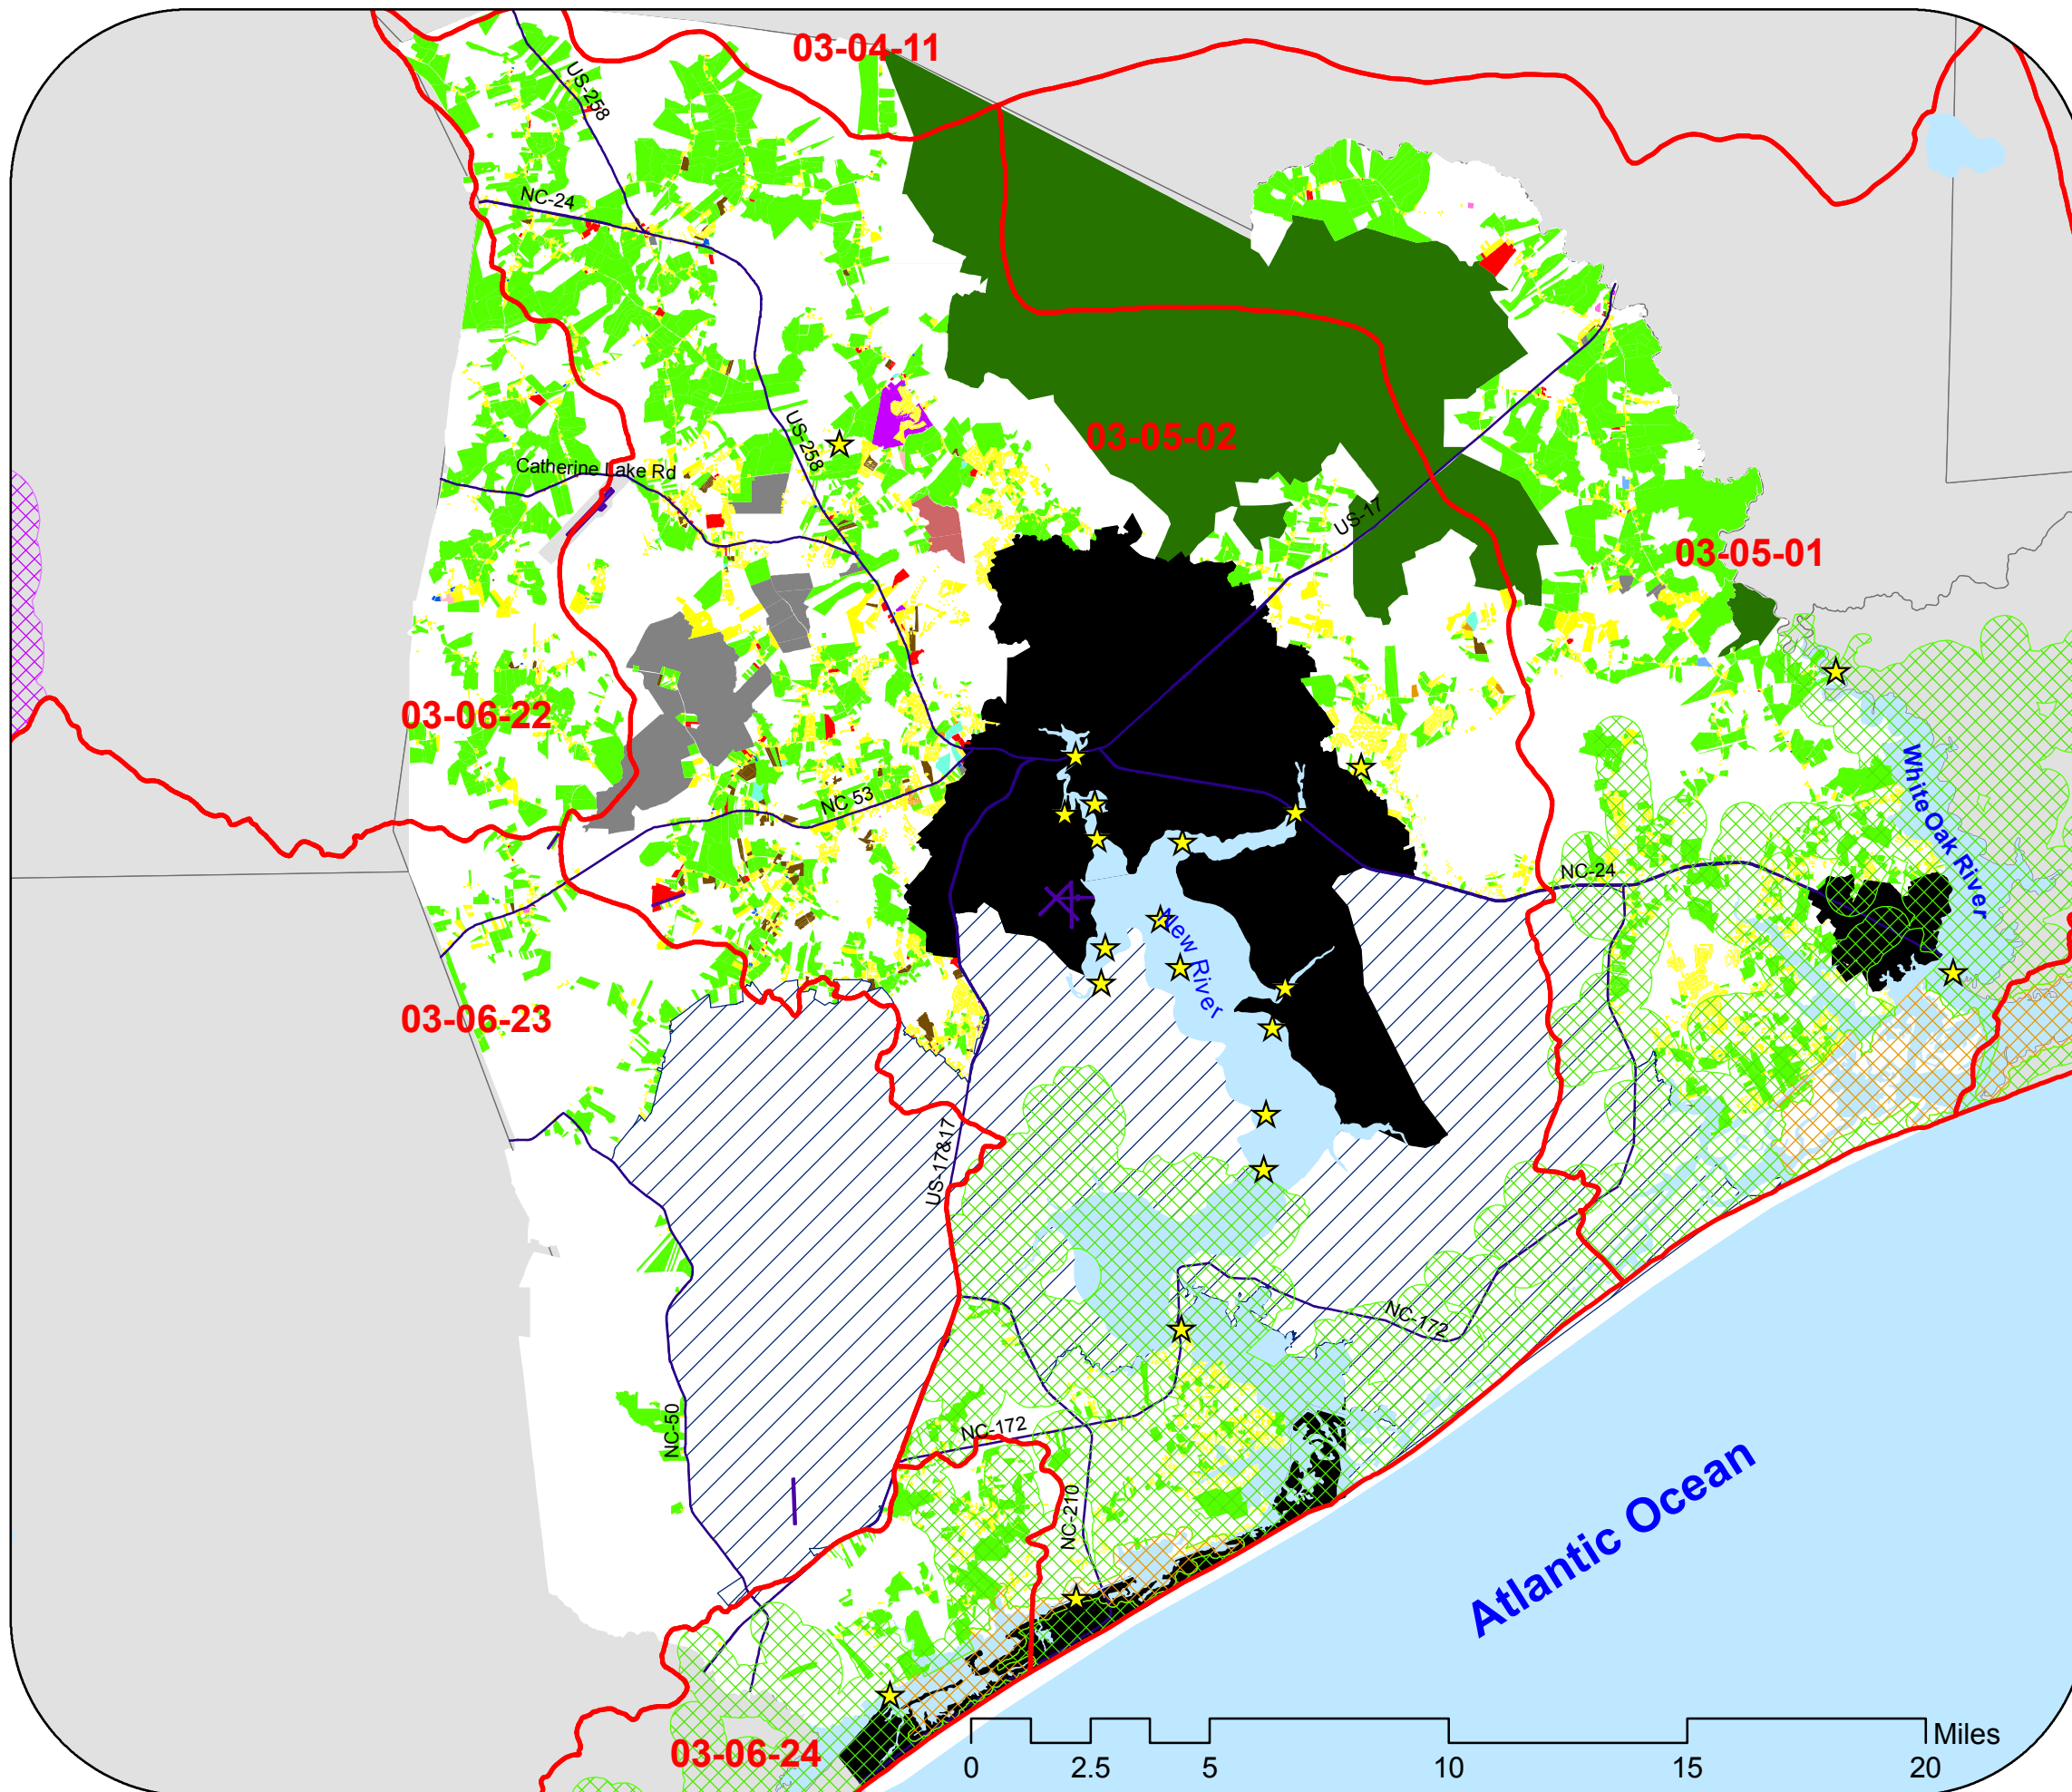 03-04-11
US-258
NC-24
US-258
03-05-02
Catherine Lake Rd
US-17
03-05-01
03-06-22
White Oak River
NC 53
NC-24
New River
03-06-23
US-17&17
NC-172
NC-50
NC-172
NC-210
Atlantic Ocean
03-06-24
Miles
0 2.5 5 10 15 20